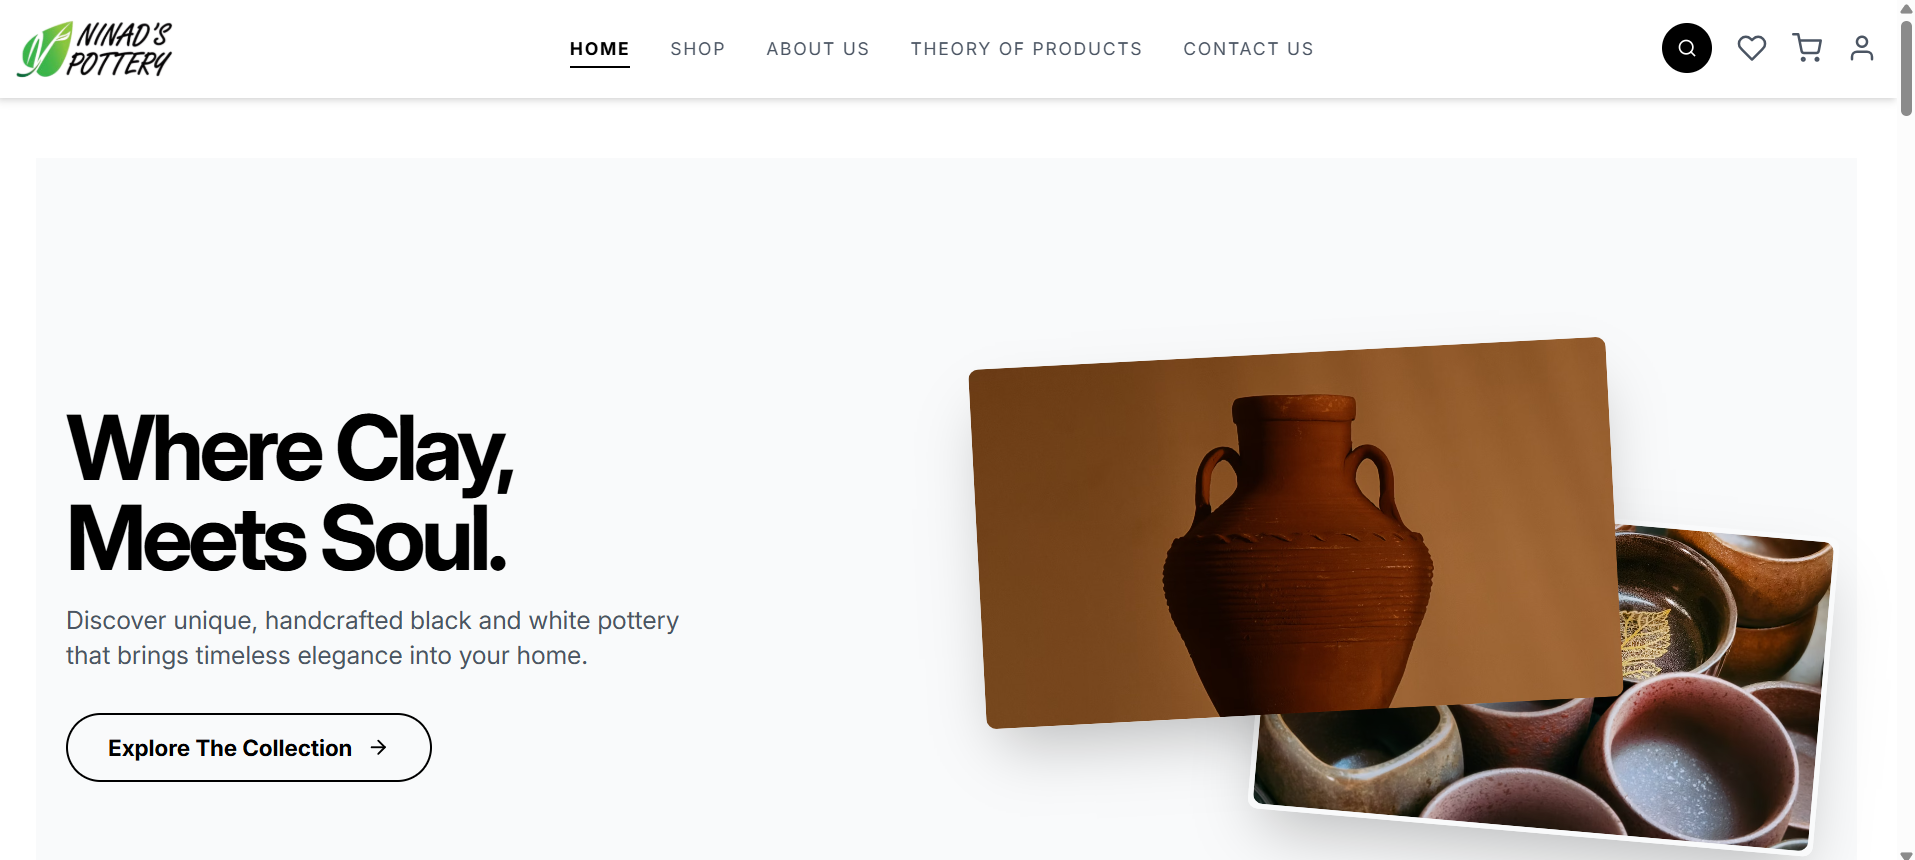 NINAD'S
POTTERY
HOME
SHOP
ABOUT US
THEORY OF PRODUCTS
CONTACT US
Where Clay,
Meets Soul.
Discover unique, handcrafted black and white pottery
that brings timeless elegance into your home.
Explore The Collection →